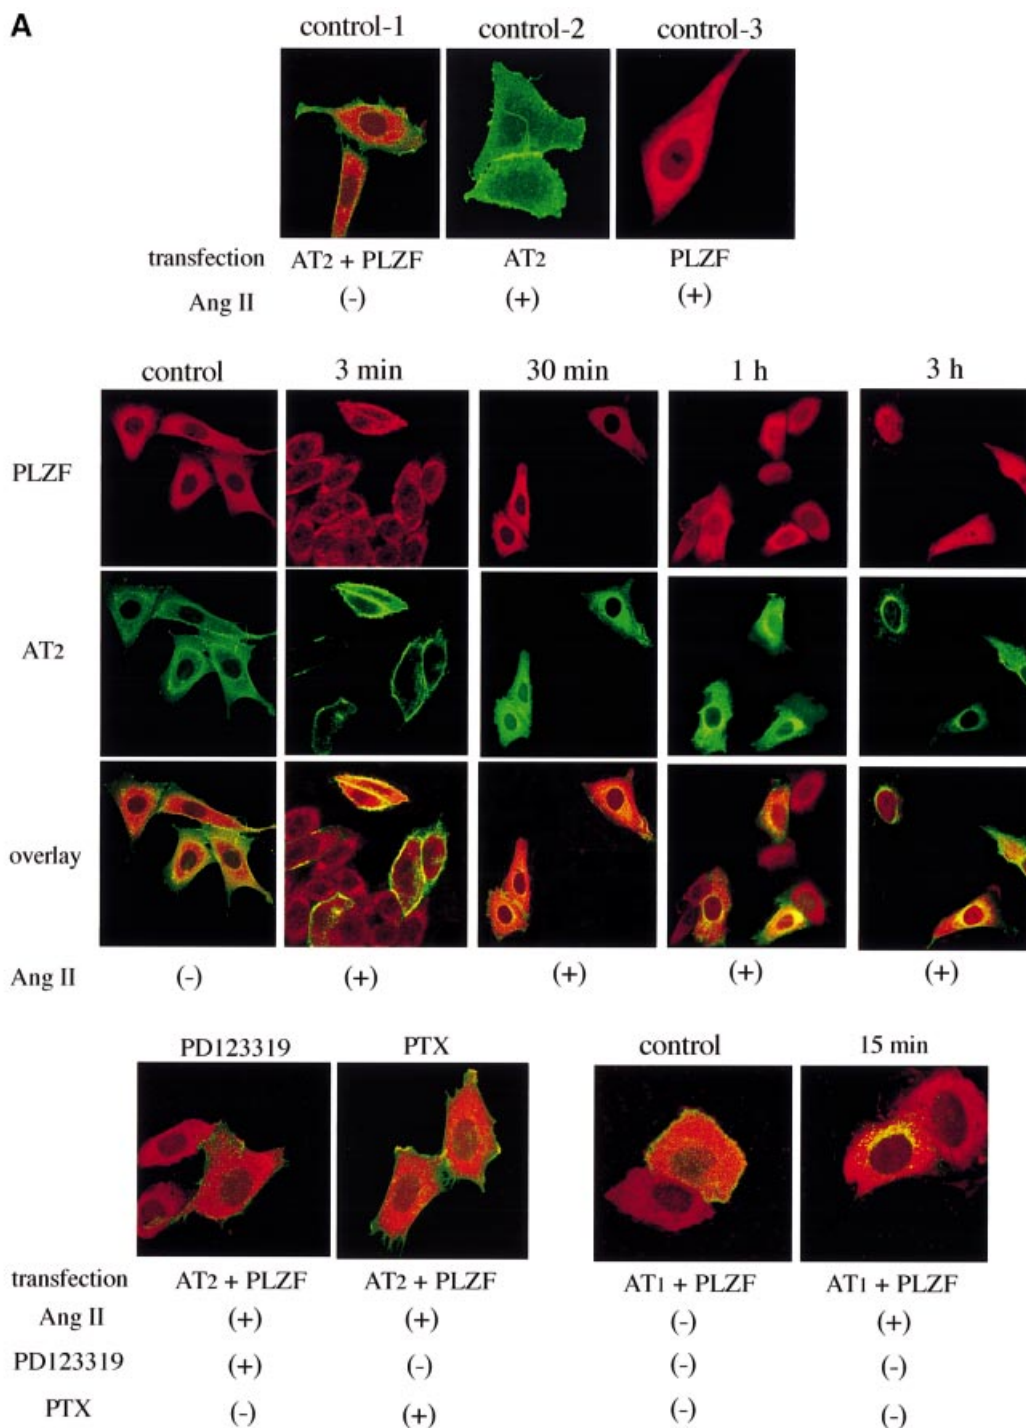 A
control-1 control-2 control-3
transfection AT2 + PLZF AT2 PLZF
Ang II (-) (+) (+)
control 3 min 30 min 1 h 3 h
PLZF
AT2
overlay
Ang II (-) (+) (+) (+) (+)
PD123319 PTX control 15 min
transfection AT2 + PLZF AT2 + PLZF AT1 + PLZF AT1 + PLZF
Ang II (+) (+) (-) (+)
PD123319 (+) (-) (-) (-)
PTX (-) (+) (-) (-)